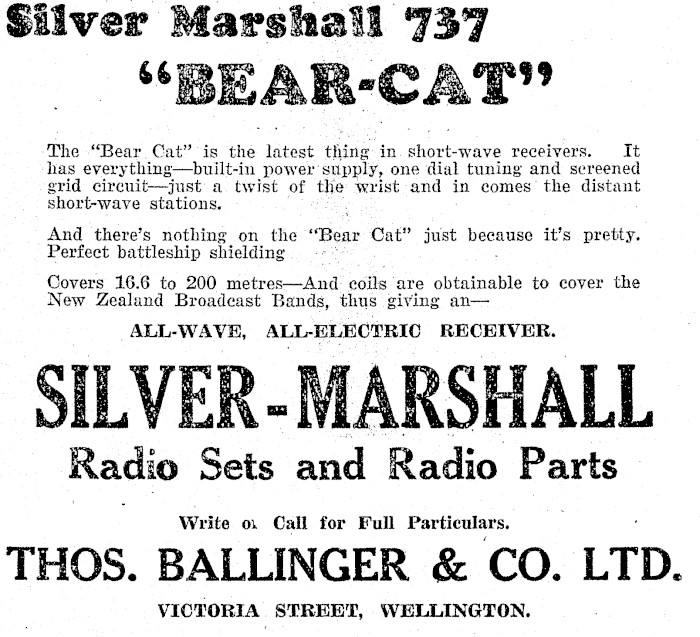 Silver Marshall 737
"BEAR-CAT"
The "Bear Cat" is the latest thing in short-wave receivers. It
has everything—built-in power supply, one dial tuning and screened
grid circuit—just a twist of the wrist and in comes the distant
short-wave stations.
And there's nothing on the "Bear Cat" just because it's pretty.
Perfect battleship shielding
Covers 16.6 to 200 metres—And coils are obtainable to cover the
New Zealand Broadcast Bands, thus giving an—
ALL-WAVE, ALL-ELECTRIC RECEIVER.
SILVER-MARSHALL
Radio Sets and Radio Parts
Write or Call for Full Particulars.
THOS. BALLINGER & CO. LTD.
VICTORIA STREET, WELLINGTON.